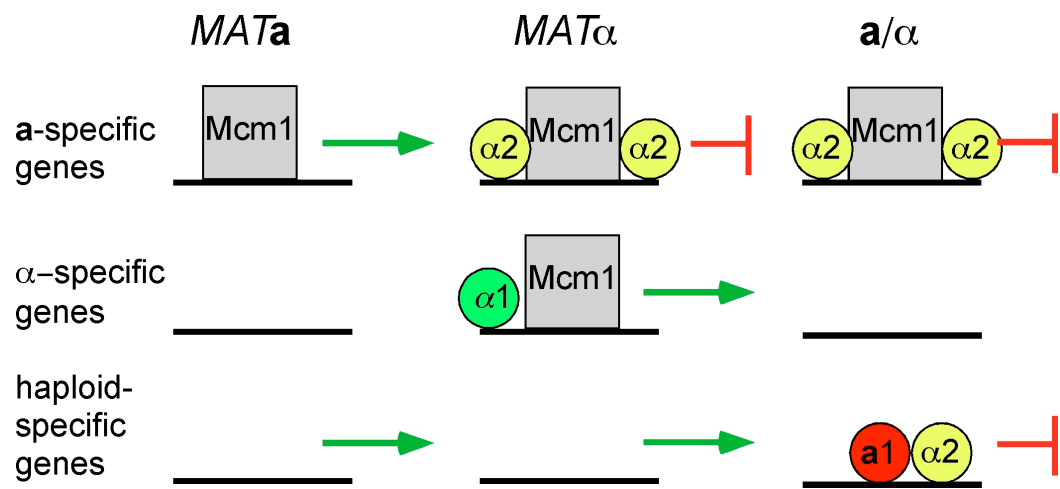 MATa MATα a/α
a-specific
genes
Mcm1
α2 Mcm1 α2
α2 Mcm1 α2
α–specific
genes
α1 Mcm1
haploid-
specific
genes
a1 α2